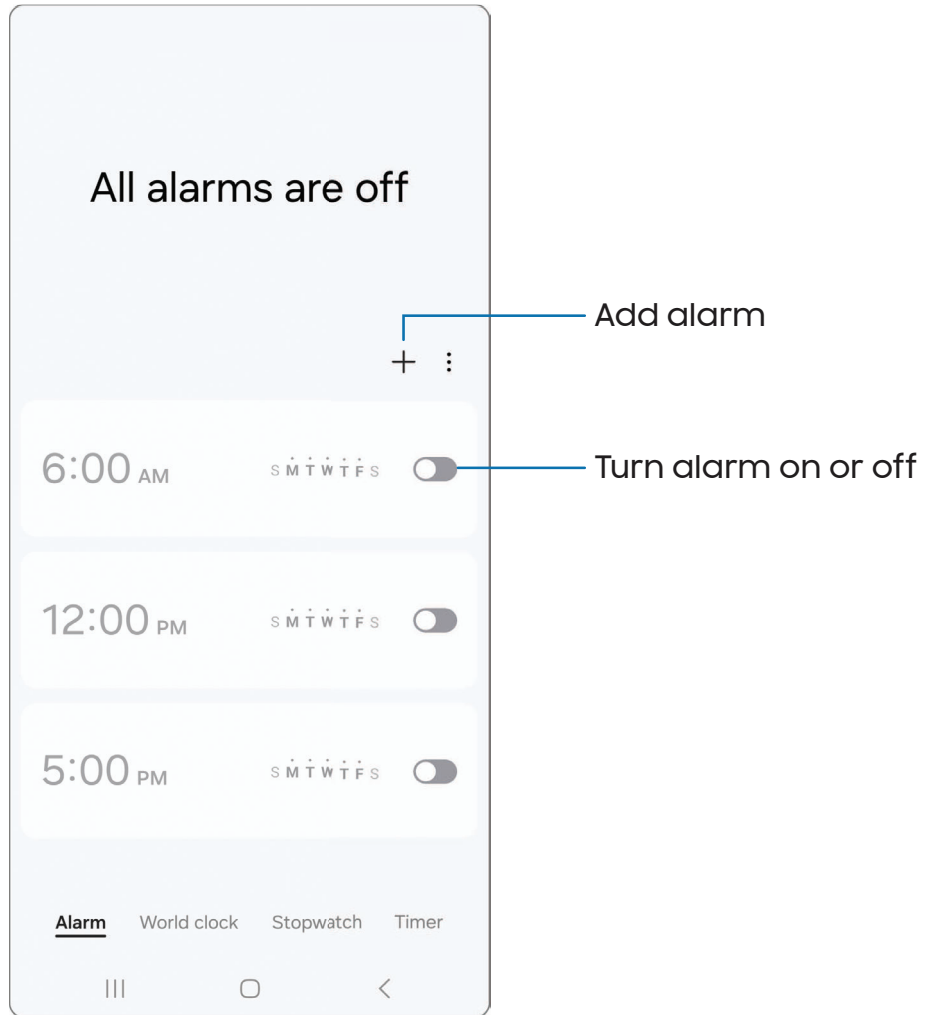 All alarms are off
Add alarm
6:00 AM S M T W T F S
Turn alarm on or off
12:00 PM S M T W T F S
5:00 PM S M T W T F S
Alarm World clock Stopwatch Timer